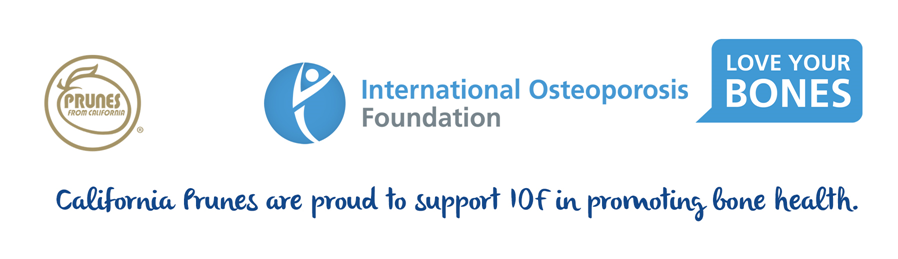 PRUNES
FROM CALIFORNIA
®
International Osteoporosis
Foundation
LOVE YOUR
BONES
California Prunes are proud to support IOF in promoting bone health.